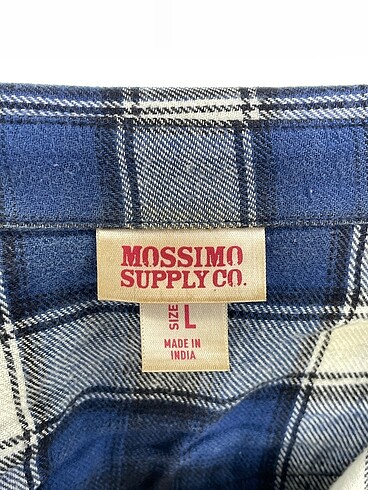 MOSSIMO
SUPPLY CO.
SIZE L
MADE IN
INDIA